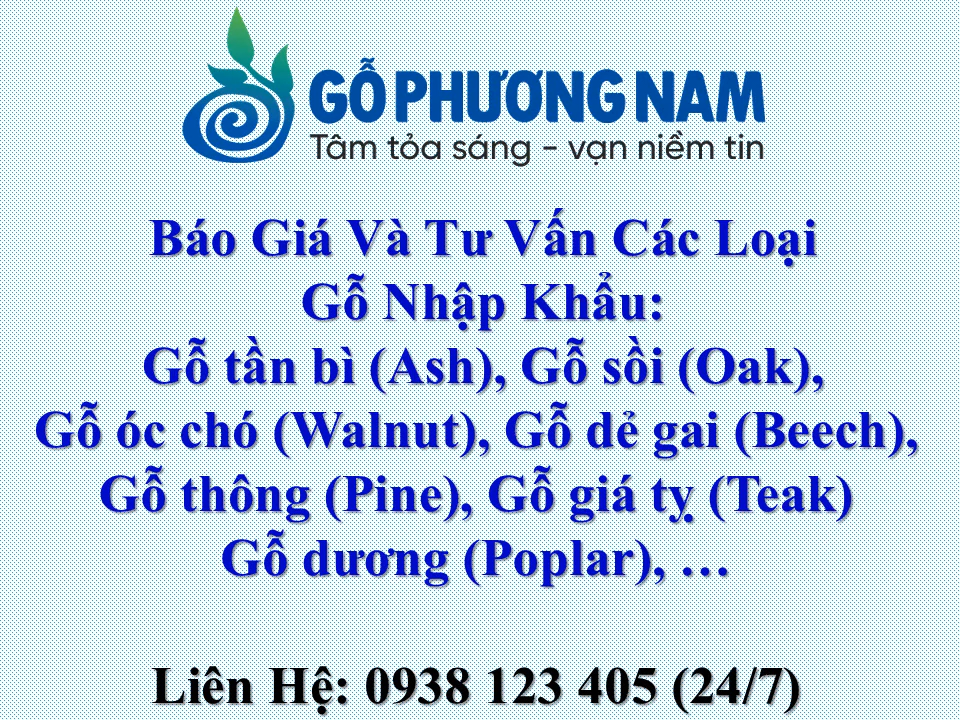 GỖ PHƯƠNG NAM
Tâm tỏa sáng - vạn niềm tin
Báo Giá Và Tư Vấn Các Loại
Gỗ Nhập Khẩu:
Gỗ tần bì (Ash), Gỗ sồi (Oak),
Gỗ óc chó (Walnut), Gỗ dẻ gai (Beech),
Gỗ thông (Pine), Gỗ giá tỵ (Teak)
Gỗ dương (Poplar), …
Liên Hệ: 0938 123 405 (24/7)